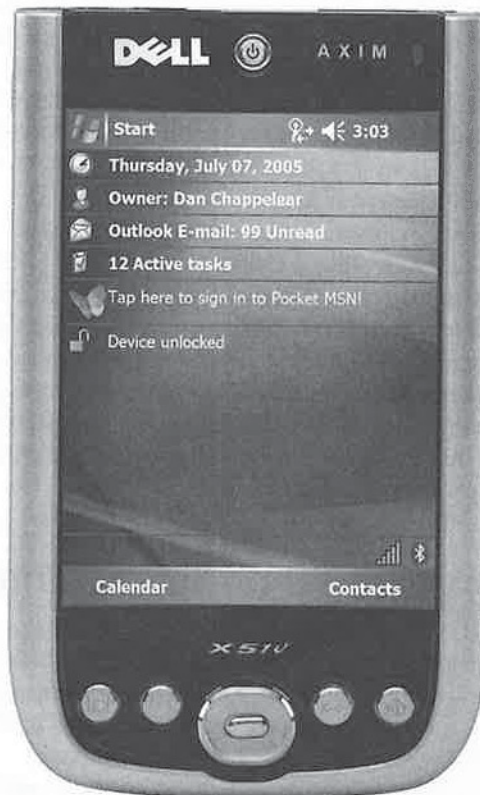 DELL AXIM
Start 3:03
Thursday, July 07, 2005
Owner: Dan Chappelear
Outlook E-mail: 99 Unread
12 Active tasks
Tap here to sign in to Pocket MSN!
Device unlocked
Calendar Contacts
X51v